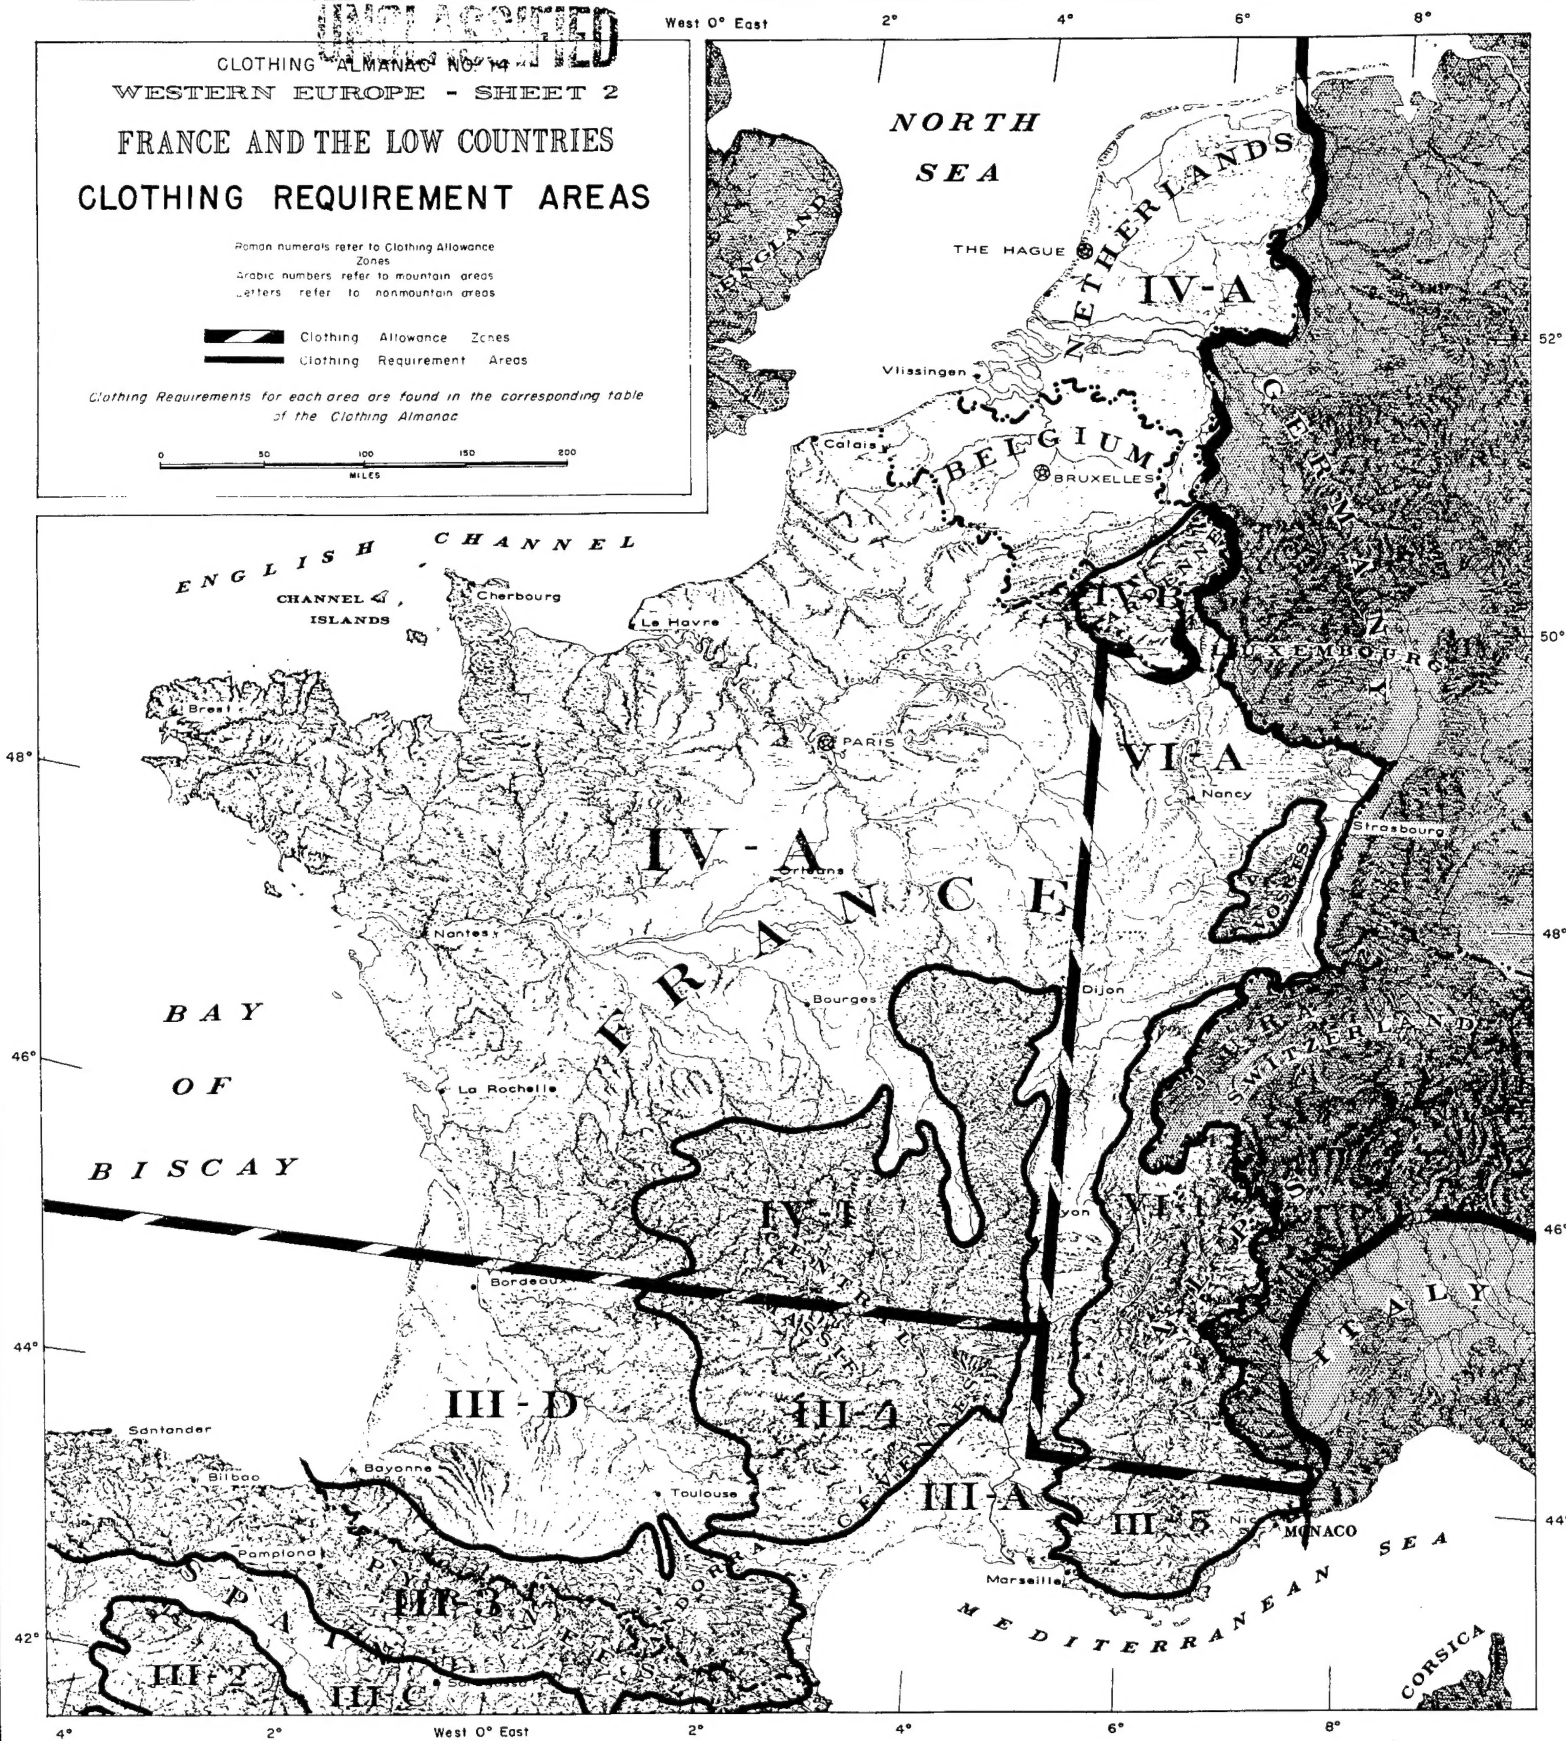 UNCLASSIFIED
CLOTHING ALMANAC NO. 14
WESTERN EUROPE - SHEET 2
FRANCE AND THE LOW COUNTRIES
CLOTHING REQUIREMENT AREAS
Roman numerals refer to Clothing Allowance
Zones
Arabic numbers refer to mountain areas
Letters refer to nonmountain areas
Clothing Allowance Zones
Clothing Requirement Areas
Clothing Requirements for each area are found in the corresponding table
of the Clothing Almanac
0 50 100 150 200
MILES
West 0° East 2° 4° 6° 8°
NORTH
SEA
ENGLAND
NETHERLANDS
THE HAGUE
IV-A
52°
Vlissingen
GERMANY
Calais
BELGIUM
BRUXELLES
ENGLISH CHANNEL
CHANNEL
ISLANDS
Cherbourg
Le Havre
IV-B
50°
LUXEMBOURG
Brest
PARIS
VI-A
48°
Nancy
Strasbourg
VOSGES
IV-A
Orleans
FRANCE
Nantes
48°
Bourges
Dijon
BAY
OF
BISCAY
JURA
SWITZERLAND
46°
La Rochelle
IV-1
Lyon
VI-1
ALPS
46°
CENTRAL
MASSIF
Bordeaux
ITALY
44°
III-D
III-4
CEVENNES
Santander
Bilbao
Bayonne
Toulouse
III-A
III-5
MONACO
44°
Pamplona
PYRENEES
ANDORRA
III-3
Marseille
MEDITERRANEAN SEA
SPAIN
42°
III-2
III-C
CORSICA
4° 2° West 0° East 2° 4° 6° 8°